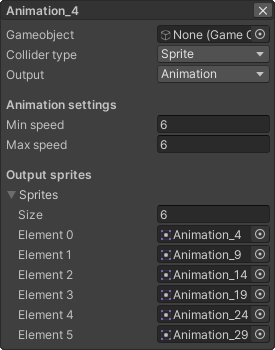 Animation_4
Gameobject None (Game O
Collider type Sprite
Output Animation
Animation settings
Min speed 6
Max speed 6
Output sprites
Sprites
Size 6
Element 0 Animation_4
Element 1 Animation_9
Element 2 Animation_14
Element 3 Animation_19
Element 4 Animation_24
Element 5 Animation_29